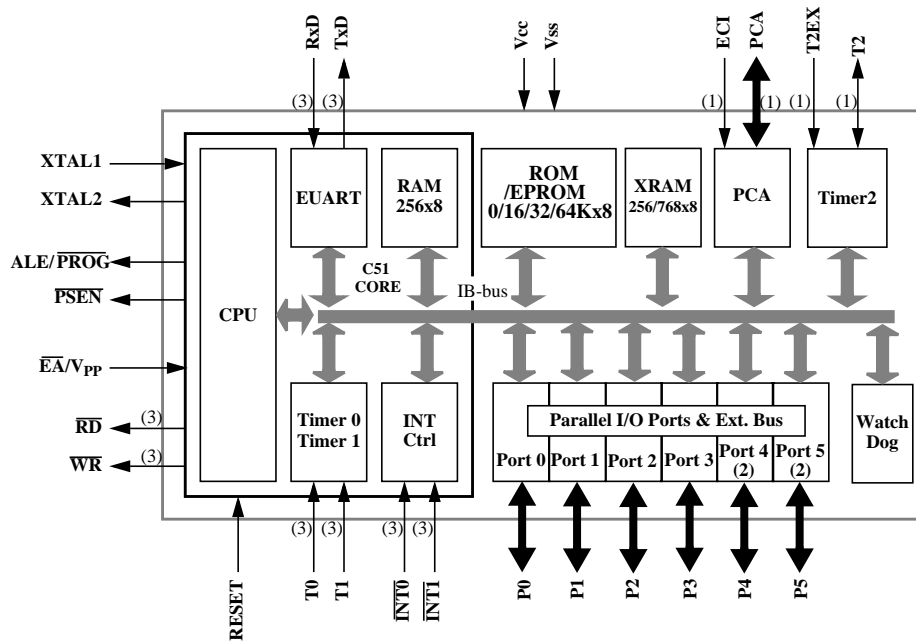 RxD
TxD
Vcc
Vss
ECI
PCA
T2EX
T2
(3) (3)
(1) (1) (1) (1)
XTAL1
XTAL2
ALE/PROG
PSEN
EA/VPP
RD (3)
WR (3)
CPU
EUART
RAM
256x8
C51
CORE
IB-bus
ROM
/EPROM
0/16/32/64Kx8
XRAM
256/768x8
PCA
Timer2
Timer 0
Timer 1
INT
Ctrl
Parallel I/O Ports & Ext. Bus
Port 0
Port 1
Port 2
Port 3
Port 4
(2)
Port 5
(2)
Watch
Dog
(3) (3) (3) (3)
RESET
T0
T1
INT0
INT1
P0
P1
P2
P3
P4
P5